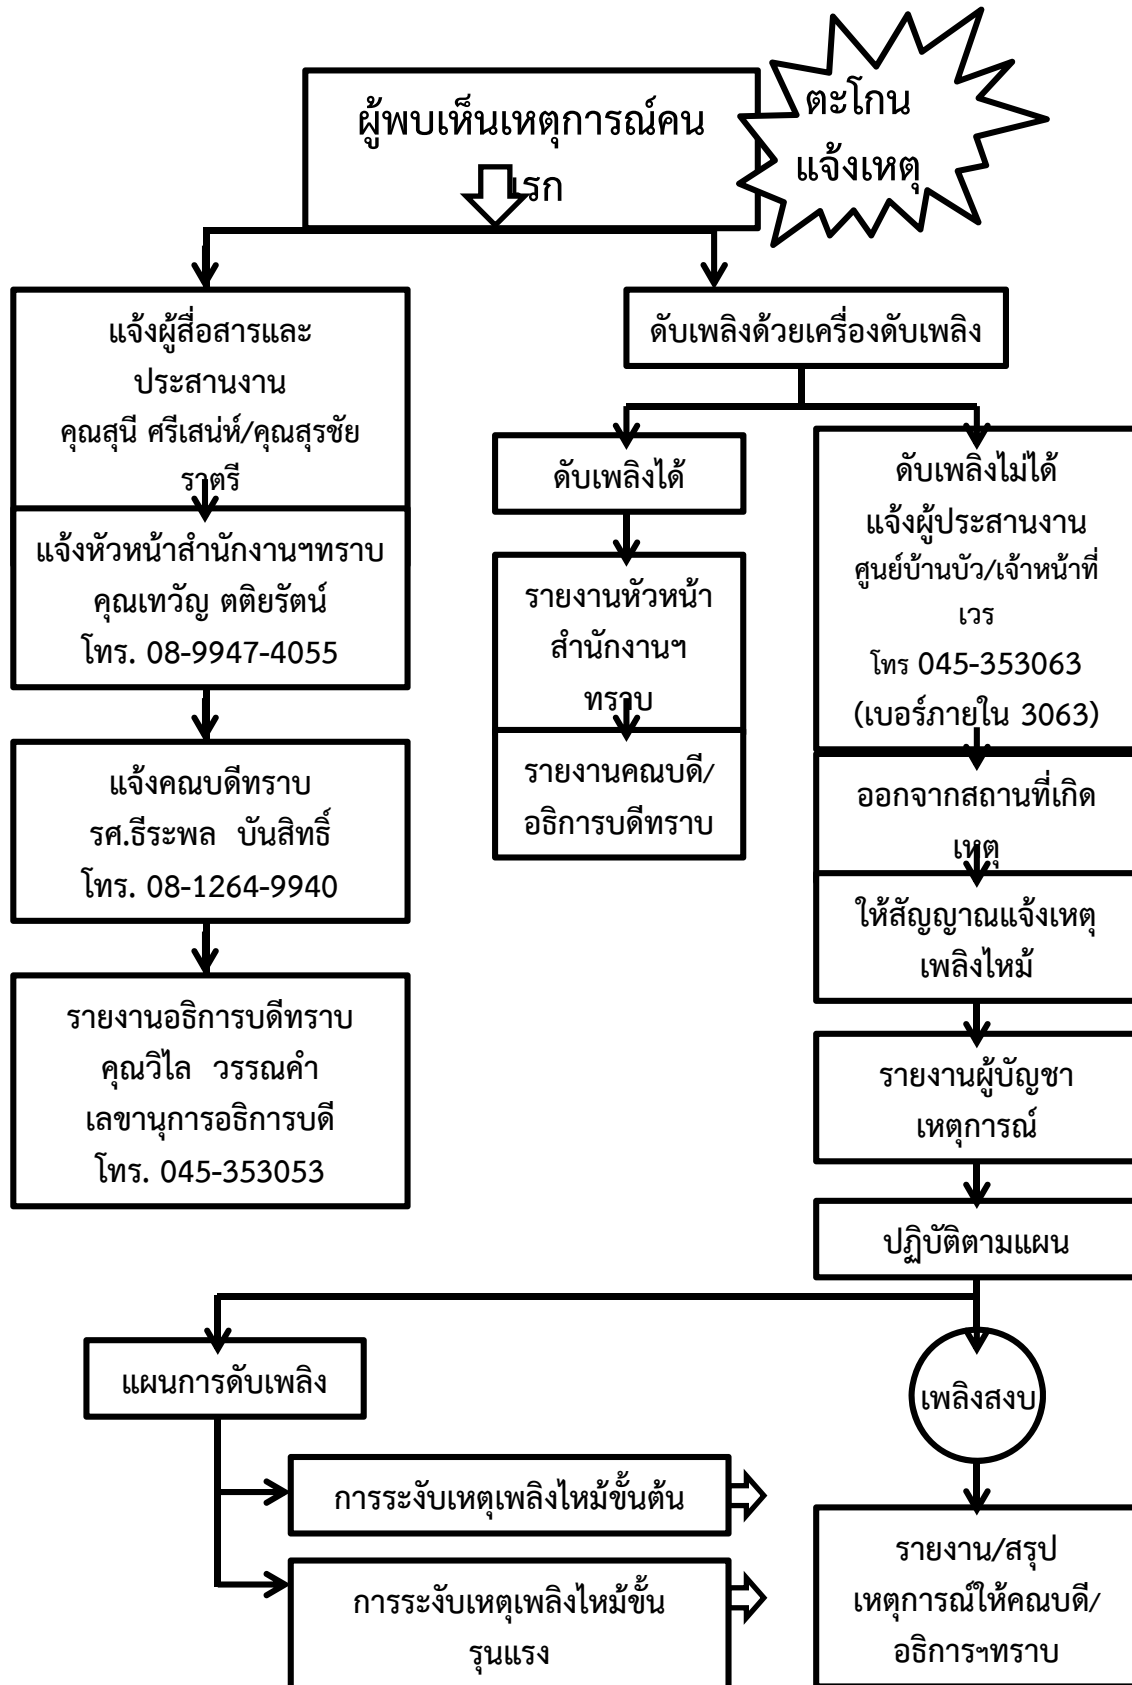 ผู้พบเห็นเหตุการณ์คน
แรก
ตะโกน
แจ้งเหตุ
แจ้งผู้สื่อสารและ
ประสานงาน
คุณสุนี ศรีเสน่ห์/คุณสุรชัย
ราตรี
แจ้งหัวหน้าสำนักงานฯทราบ
คุณเทวัญ ตติยรัตน์
โทร. 08-9947-4055
แจ้งคณบดีทราบ
รศ.ธีระพล บันสิทธิ์
โทร. 08-1264-9940
รายงานอธิการบดีทราบ
คุณวิไล วรรณคำ
เลขานุการอธิการบดี
โทร. 045-353053
ดับเพลิงด้วยเครื่องดับเพลิง
ดับเพลิงได้
รายงานหัวหน้า
สำนักงานฯ
ทราบ
รายงานคณบดี/
อธิการบดีทราบ
ดับเพลิงไม่ได้
แจ้งผู้ประสานงาน
ศูนย์บ้านบัว/เจ้าหน้าที่
เวร
โทร 045-353063
(เบอร์ภายใน 3063)
ออกจากสถานที่เกิด
เหตุ
ให้สัญญาณแจ้งเหตุ
เพลิงไหม้
รายงานผู้บัญชา
เหตุการณ์
ปฏิบัติตามแผน
แผนการดับเพลิง
เพลิงสงบ
การระงับเหตุเพลิงไหม้ขั้นต้น
การระงับเหตุเพลิงไหม้ขั้น
รุนแรง
รายงาน/สรุป
เหตุการณ์ให้คณบดี/
อธิการฯทราบ